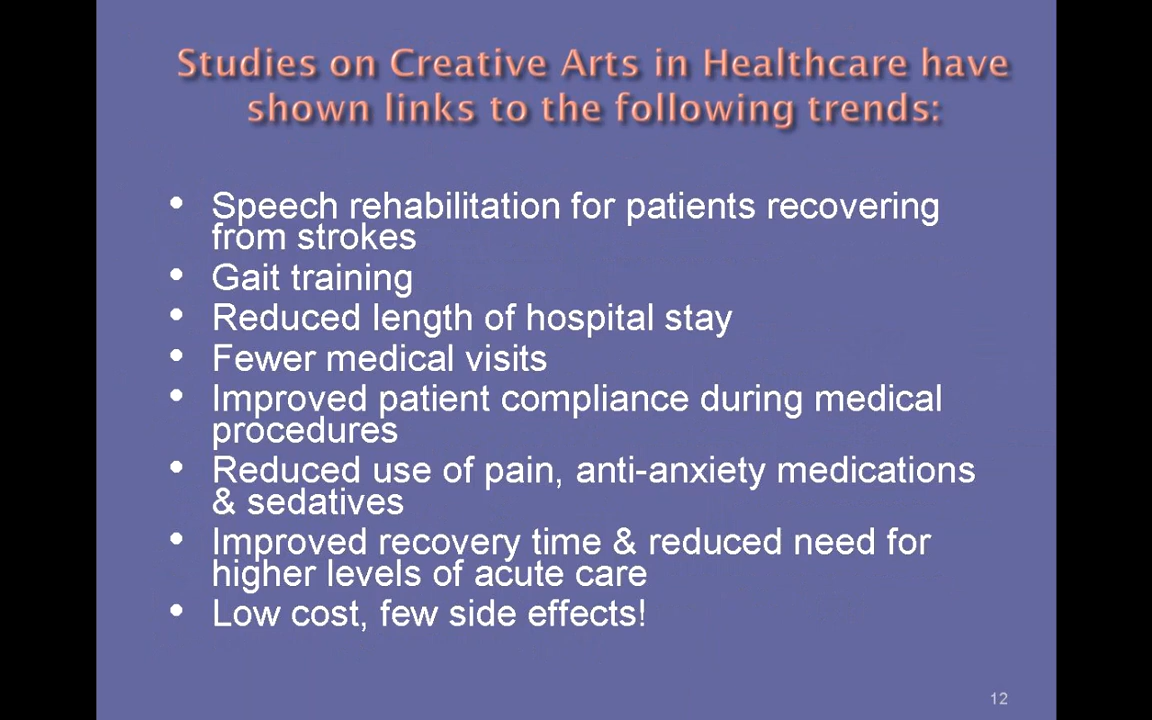 Studies on Creative Arts in Healthcare have
shown links to the following trends:
• Speech rehabilitation for patients recovering
from strokes
• Gait training
• Reduced length of hospital stay
• Fewer medical visits
• Improved patient compliance during medical
procedures
• Reduced use of pain, anti-anxiety medications
& sedatives
• Improved recovery time & reduced need for
higher levels of acute care
• Low cost, few side effects!
12